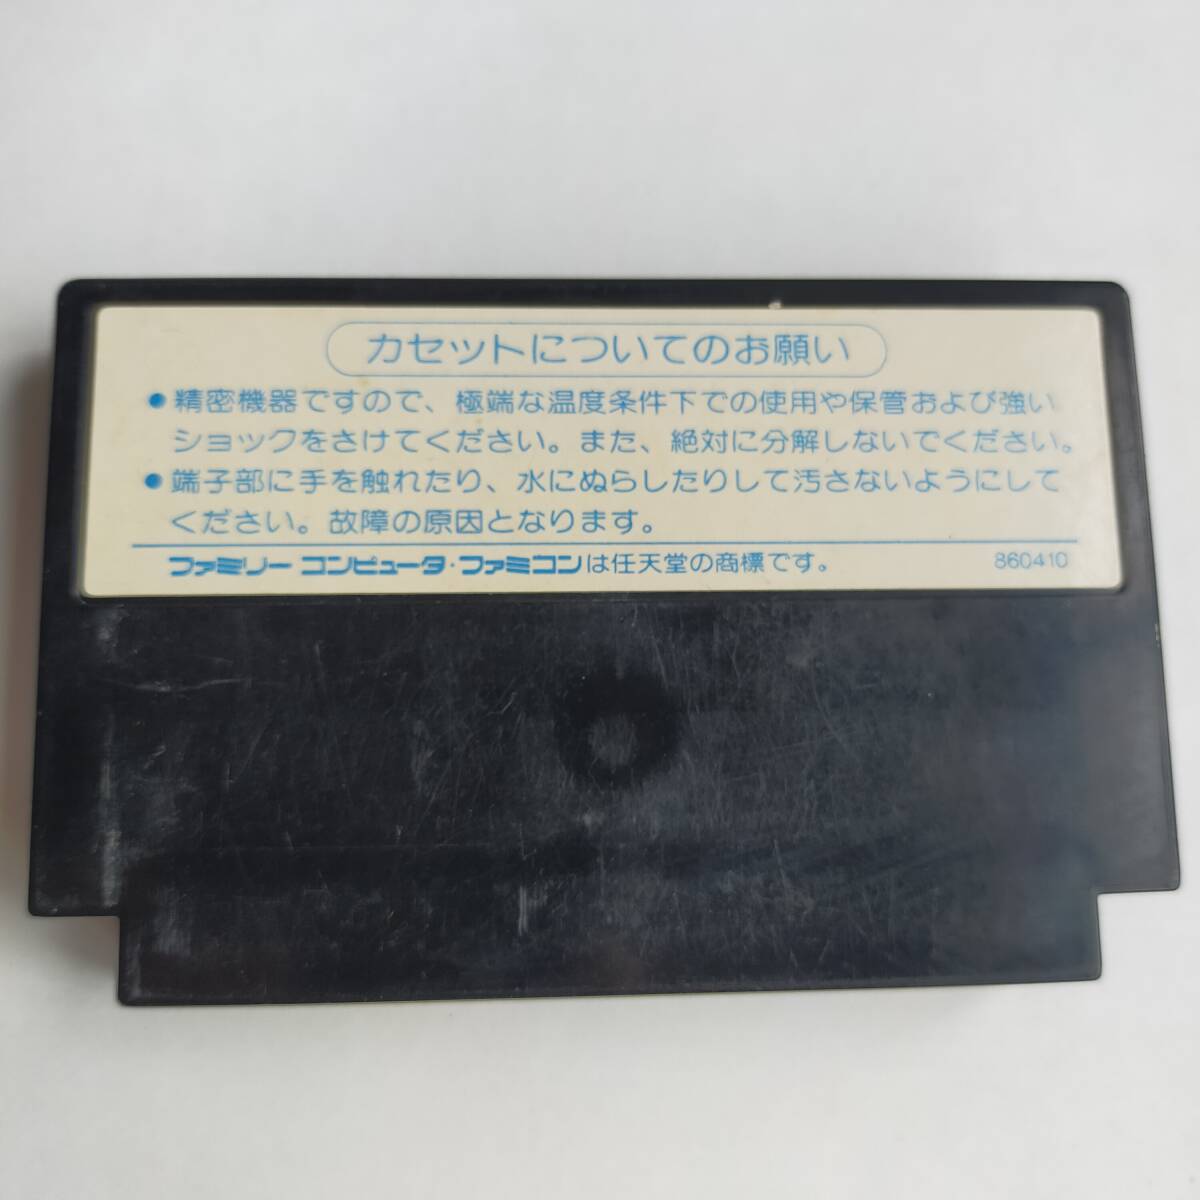 カセットについてのお願い
● 精密機器ですので、極端な温度条件下での使用や保管および強い
ショックをさけてください。また、絶対に分解しないでください。
● 端子部に手を触れたり、水にぬらしたりして汚さないようにして
ください。故障の原因となります。
ファミリー コンピュータ・ファミコンは任天堂の商標です。 860410